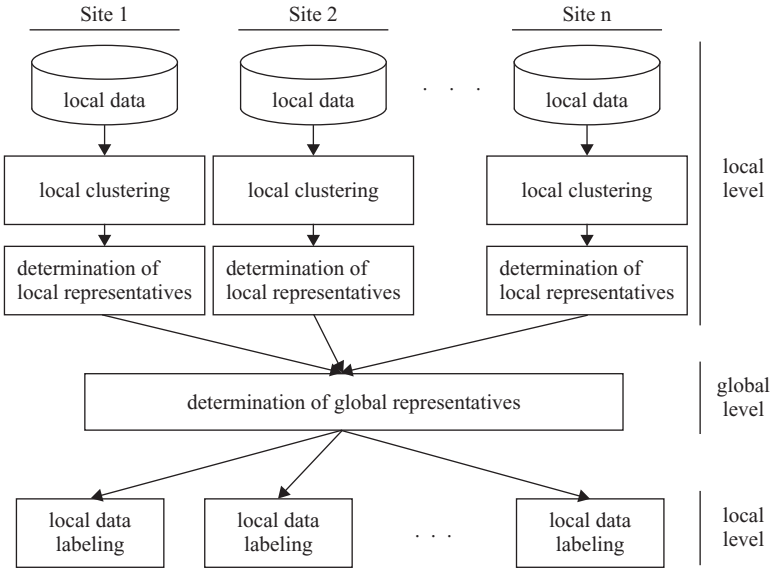 Site 1
Site 2
Site n
local data
local data
. . .
local data
local clustering
local clustering
local clustering
local
level
determination of
local representatives
determination of
local representatives
determination of
local representatives
determination of global representatives
global
level
local data
labeling
local data
labeling
. . .
local data
labeling
local
level